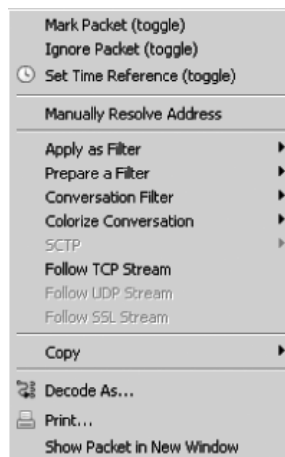 Mark Packet (toggle)
Ignore Packet (toggle)
Set Time Reference (toggle)
Manually Resolve Address
Apply as Filter
Prepare a Filter
Conversation Filter
Colorize Conversation
SCTP
Follow TCP Stream
Follow UDP Stream
Follow SSL Stream
Copy
Decode As...
Print...
Show Packet in New Window